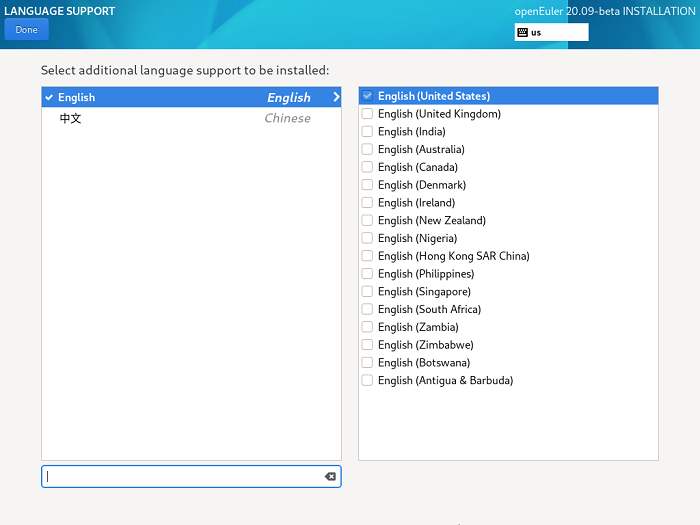 LANGUAGE SUPPORT
openEuler 20.09-beta INSTALLATION
Done
us
Select additional language support to be installed:
English English
中文 Chinese
English (United States)
English (United Kingdom)
English (India)
English (Australia)
English (Canada)
English (Denmark)
English (Ireland)
English (New Zealand)
English (Nigeria)
English (Hong Kong SAR China)
English (Philippines)
English (Singapore)
English (South Africa)
English (Zambia)
English (Zimbabwe)
English (Botswana)
English (Antigua & Barbuda)